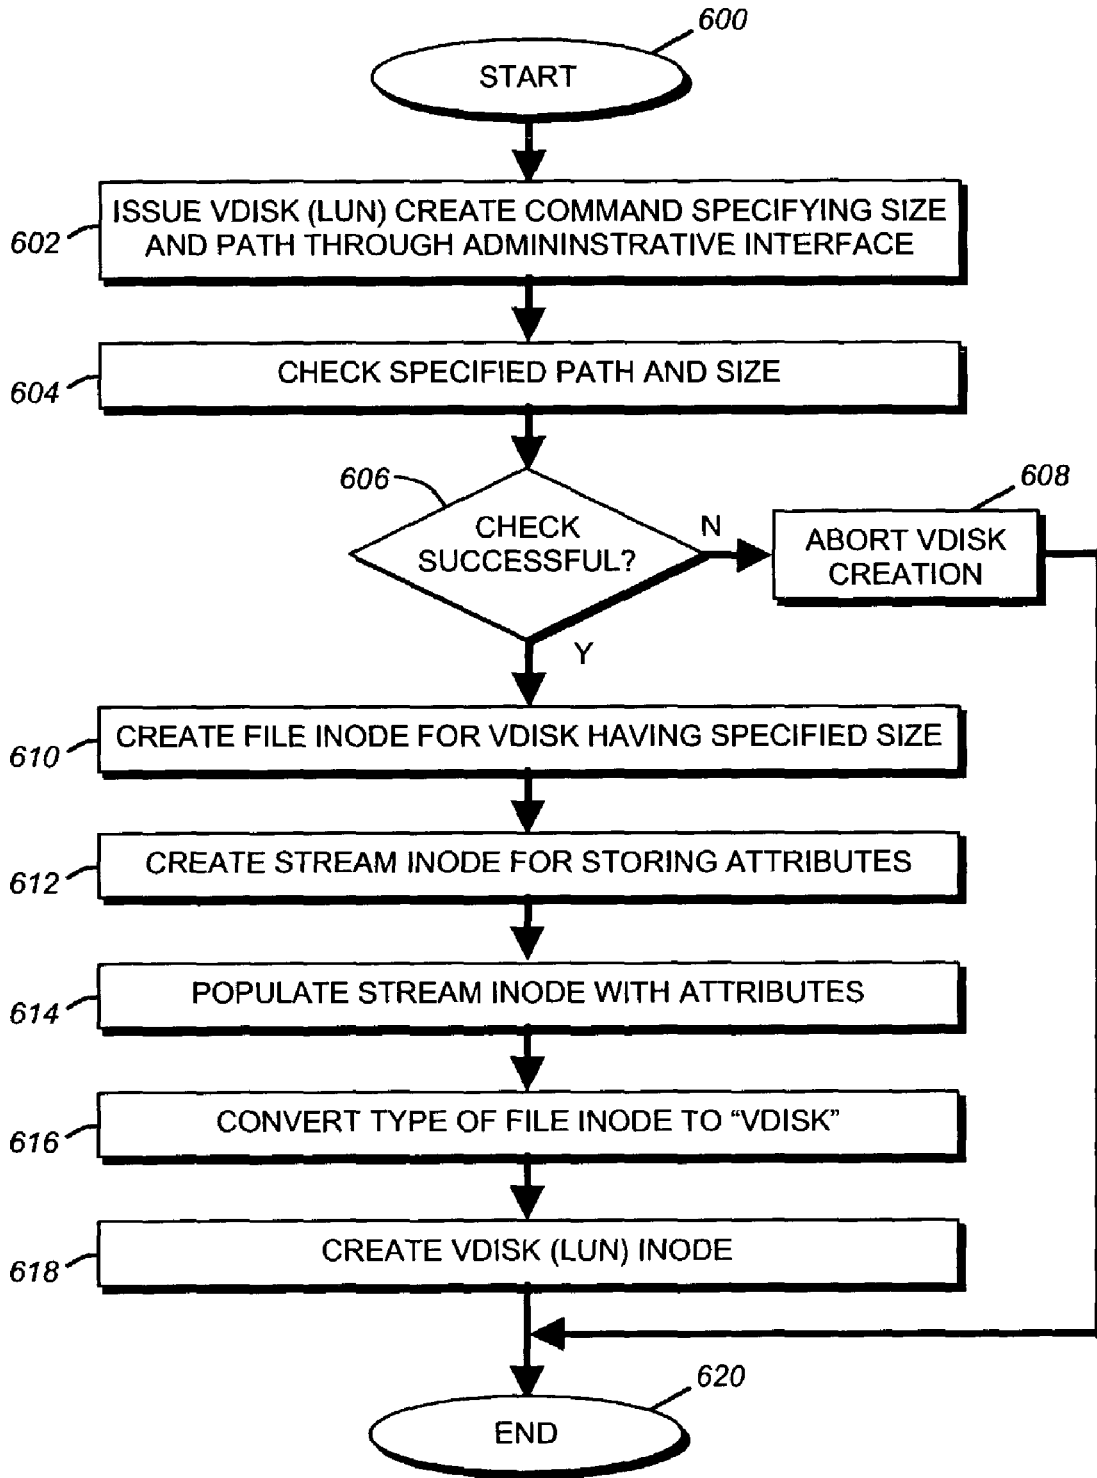 600
START
602
ISSUE VDISK (LUN) CREATE COMMAND SPECIFYING SIZE
AND PATH THROUGH ADMININSTRATIVE INTERFACE
604
CHECK SPECIFIED PATH AND SIZE
606
CHECK
SUCCESSFUL?
N
608
ABORT VDISK
CREATION
Y
610
CREATE FILE INODE FOR VDISK HAVING SPECIFIED SIZE
612
CREATE STREAM INODE FOR STORING ATTRIBUTES
614
POPULATE STREAM INODE WITH ATTRIBUTES
616
CONVERT TYPE OF FILE INODE TO “VDISK”
618
CREATE VDISK (LUN) INODE
620
END